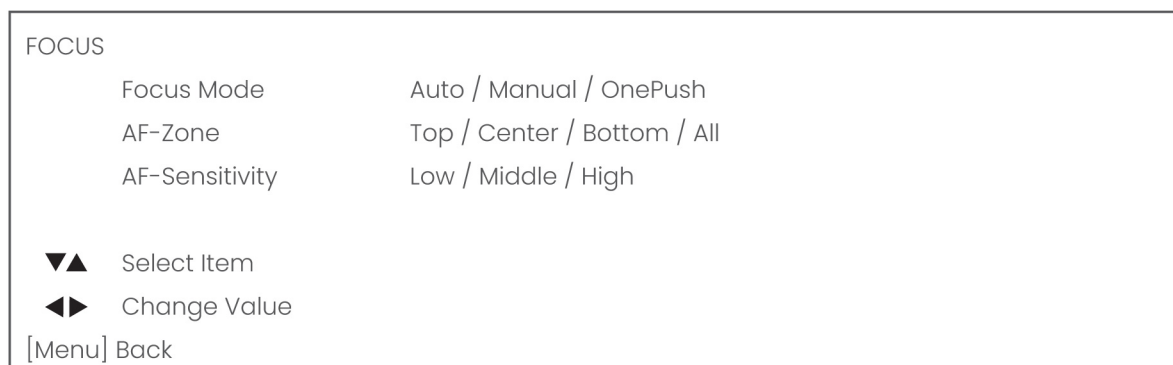 FOCUS
Focus Mode Auto / Manual / OnePush
AF-Zone Top / Center / Bottom / All
AF-Sensitivity Low / Middle / High
▼▲ Select Item
◀▶ Change Value
[Menu] Back